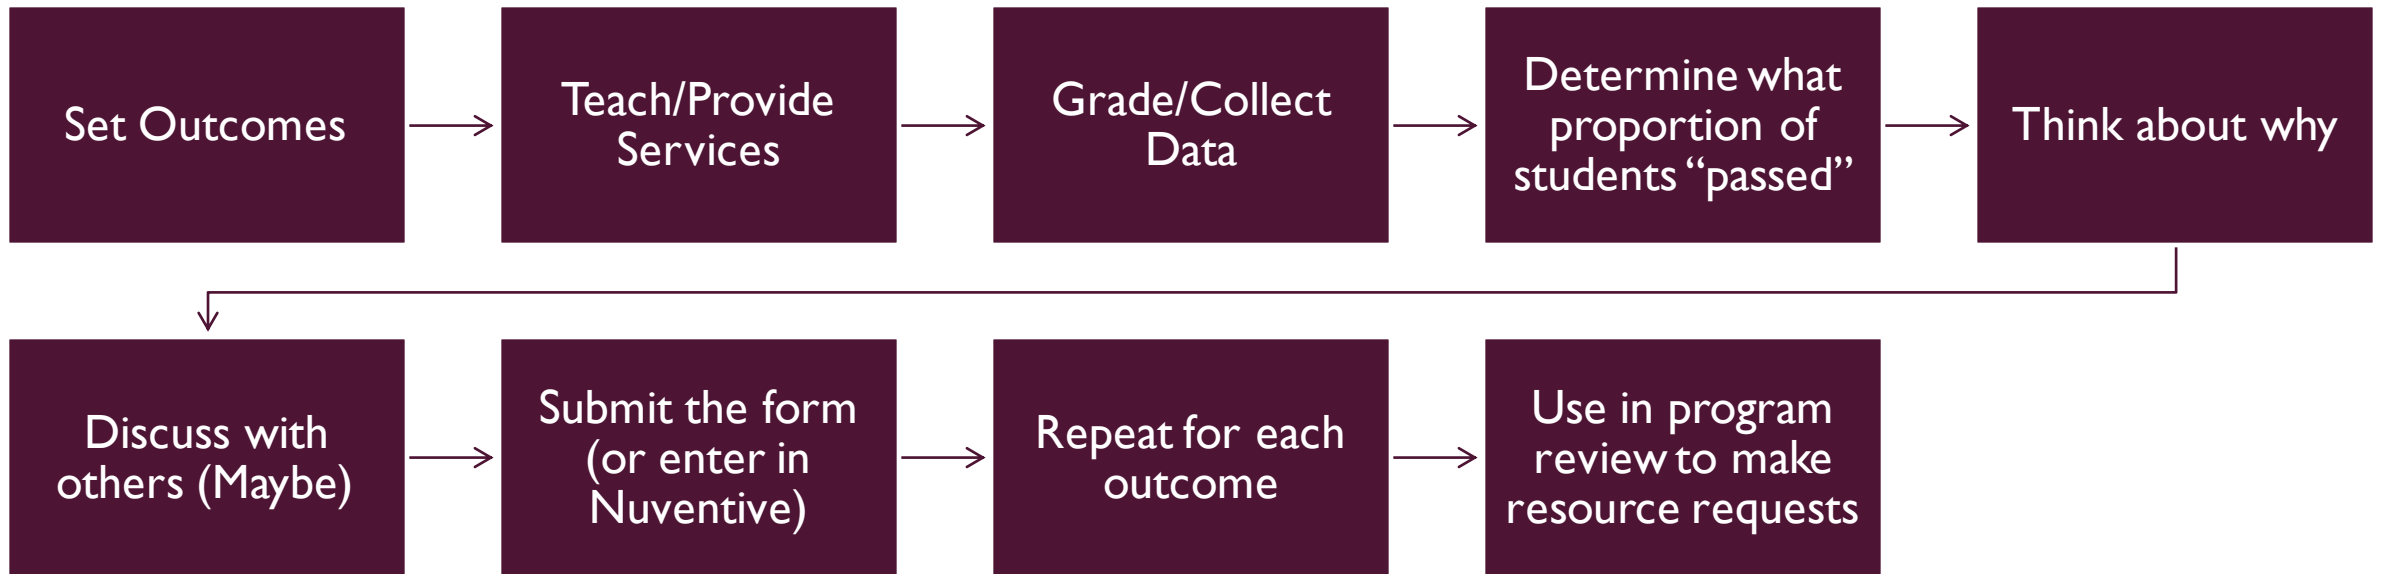 Set Outcomes
Teach/Provide
Services
Grade/Collect
Data
Determine what
proportion of
students “passed”
Think about why
Discuss with
others (Maybe)
Submit the form
(or enter in
Nuventive)
Repeat for each
outcome
Use in program
review to make
resource requests